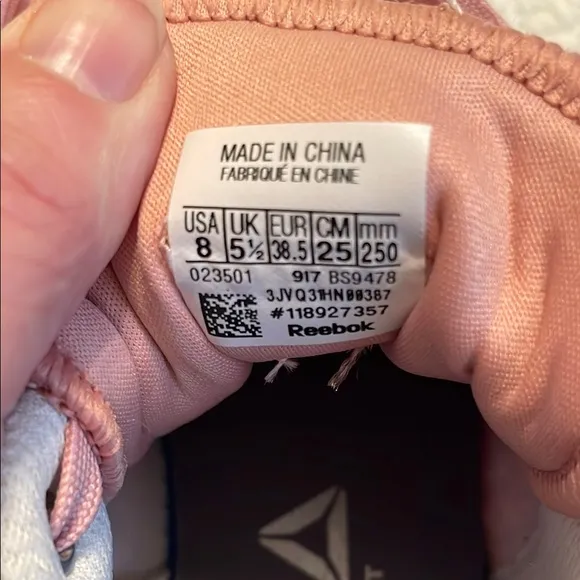 MADE IN CHINA
FABRIQUÉ EN CHINE
USA UK EUR CM mm
8 5½ 38.5 25 250
023501 917 BS9478
3JVQ31HN00387
#118927357
Reebok